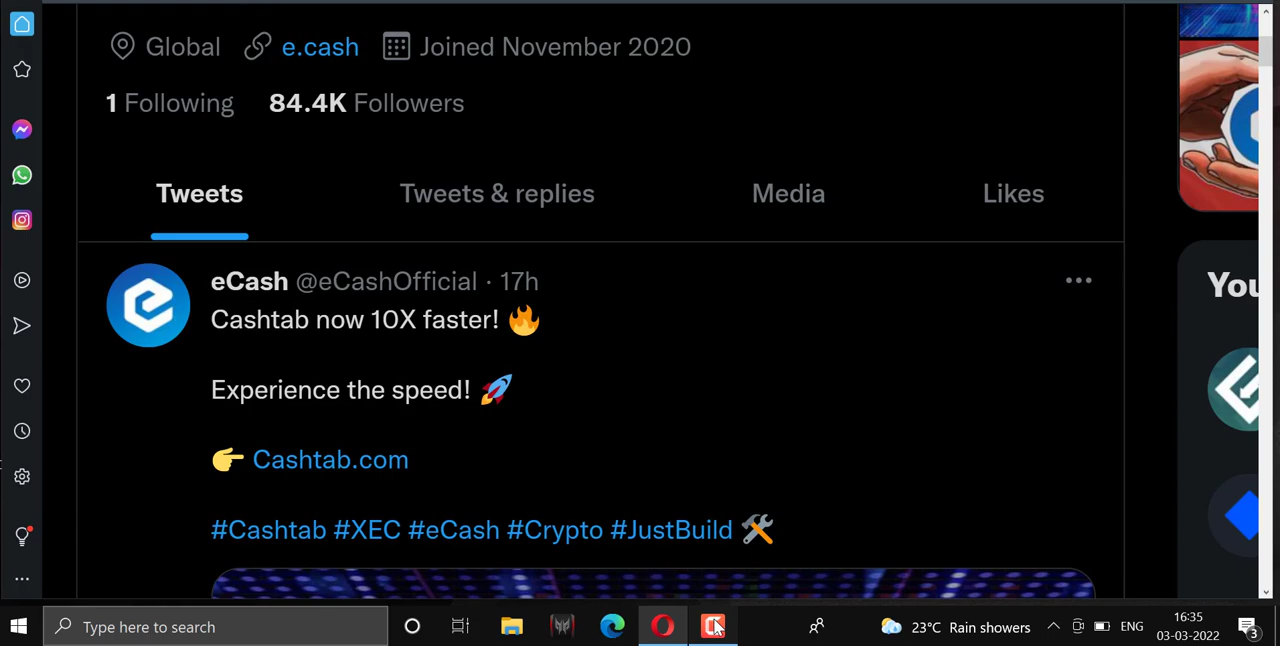 Global e.cash Joined November 2020
1 Following 84.4K Followers
Tweets Tweets & replies Media Likes
eCash @eCashOfficial · 17h
Cashtab now 10X faster! 🔥
Experience the speed! 🚀
👉 Cashtab.com
#Cashtab #XEC #eCash #Crypto #JustBuild 🛠
You
Type here to search
23°C Rain showers
ENG
16:35
03-03-2022
3